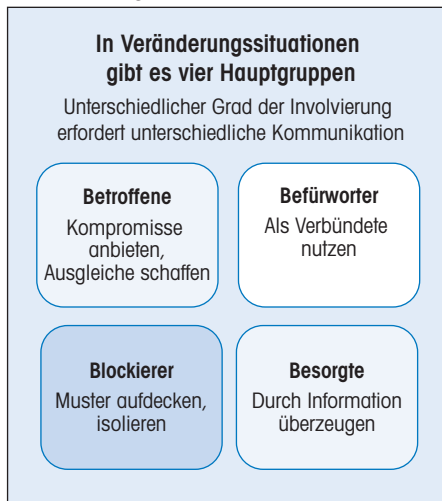 In Veränderungssituationen
gibt es vier Hauptgruppen
Unterschiedlicher Grad der Involvierung
erfordert unterschiedliche Kommunikation
Betroffene
Kompromisse
anbieten,
Ausgleiche schaffen
Befürworter
Als Verbündete
nutzen
Blockierer
Muster aufdecken,
isolieren
Besorgte
Durch Information
überzeugen